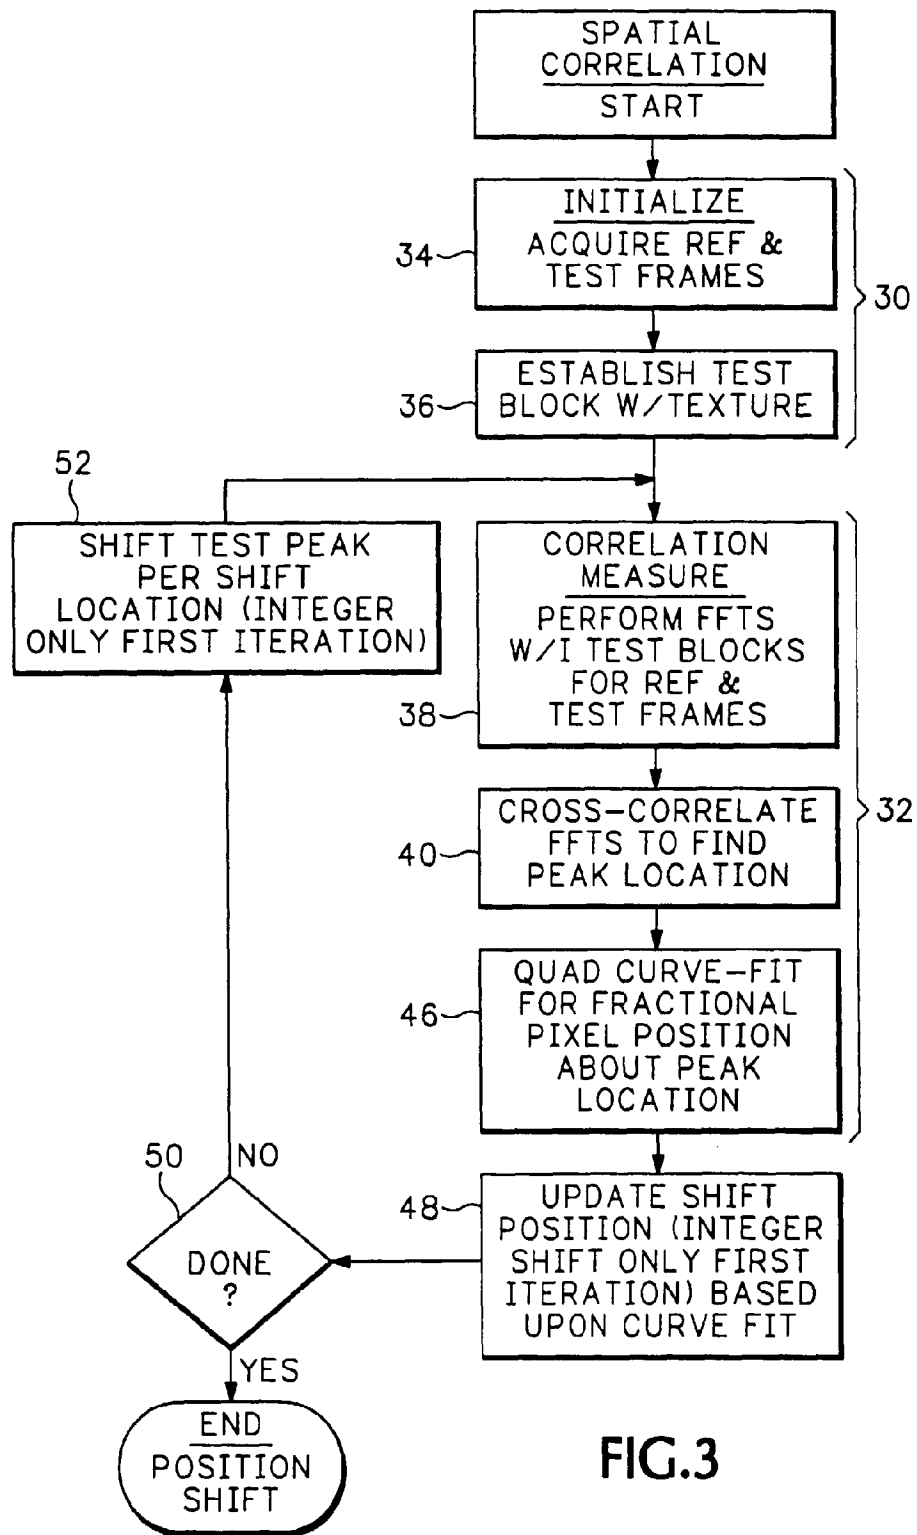 SPATIAL
CORRELATION
START
INITIALIZE
ACQUIRE REF &
TEST FRAMES
34
30
ESTABLISH TEST
BLOCK W/TEXTURE
36
52
SHIFT TEST PEAK
PER SHIFT
LOCATION (INTEGER
ONLY FIRST ITERATION)
CORRELATION
MEASURE
PERFORM FFTS
W/I TEST BLOCKS
FOR REF &
TEST FRAMES
38
32
CROSS-CORRELATE
FFTS TO FIND
PEAK LOCATION
40
QUAD CURVE-FIT
FOR FRACTIONAL
PIXEL POSITION
ABOUT PEAK
LOCATION
46
UPDATE SHIFT
POSITION (INTEGER
SHIFT ONLY FIRST
ITERATION) BASED
UPON CURVE FIT
48
50
NO
DONE
?
YES
END
POSITION
SHIFT
FIG.3